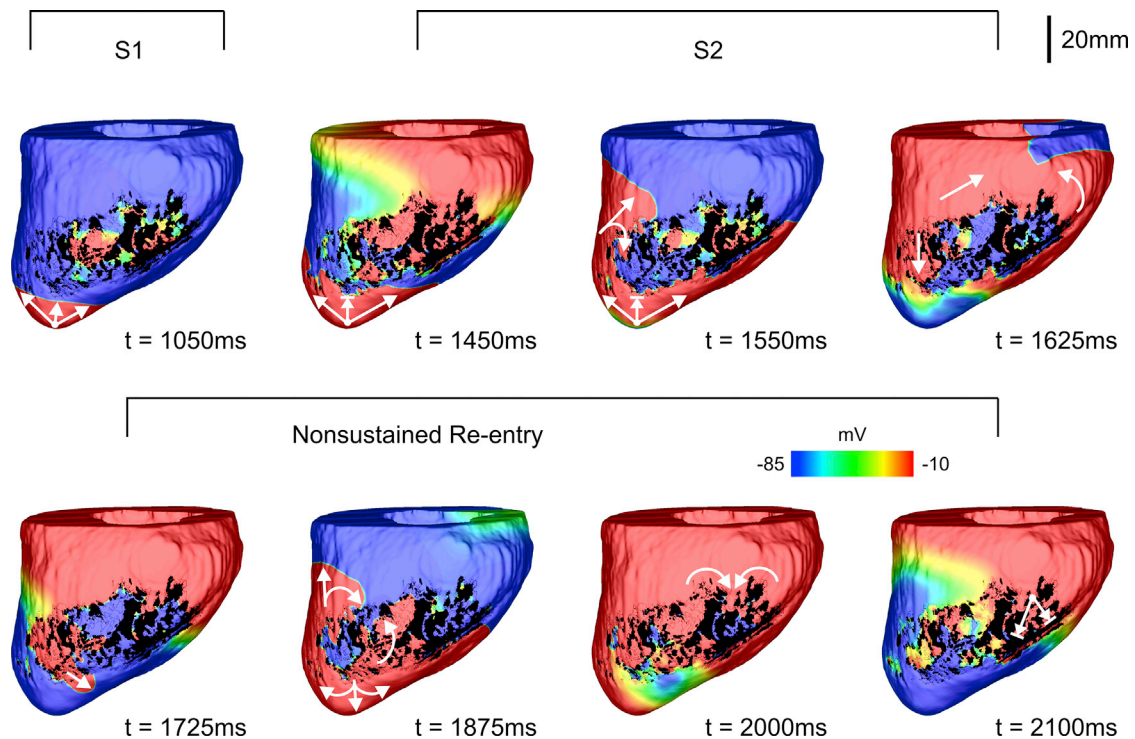 S1
S2
20mm
t = 1050ms
t = 1450ms
t = 1550ms
t = 1625ms
Nonsustained Re-entry
mV
-85
-10
t = 1725ms
t = 1875ms
t = 2000ms
t = 2100ms